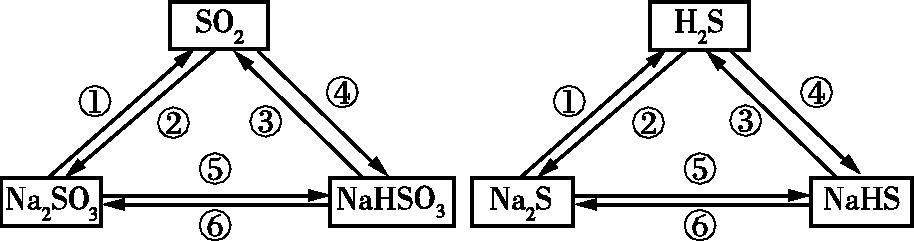 SO₂ H₂S
① ② ③ ④ ① ② ③ ④
⑤ ⑤
Na₂SO₃ NaHSO₃ Na₂S NaHS
⑥ ⑥